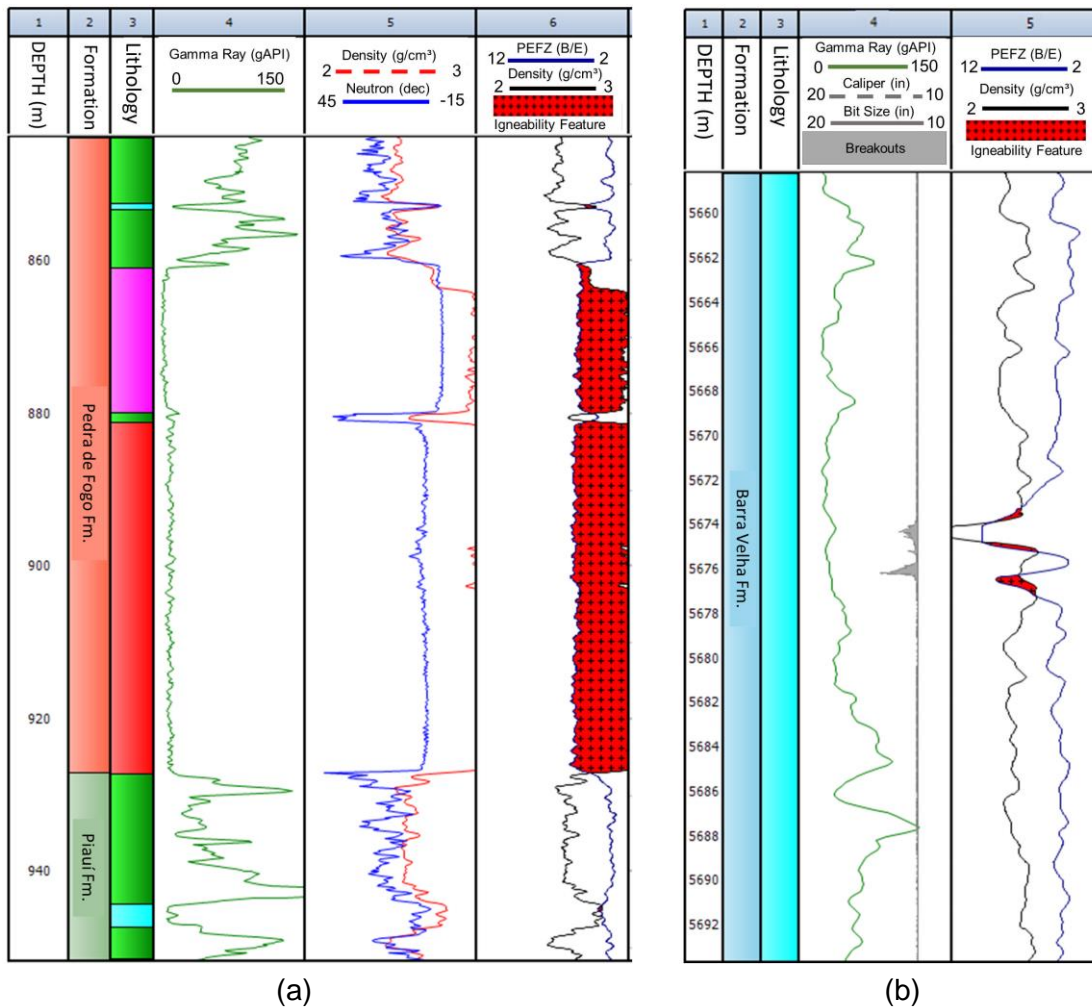 (b)
1 2 3 4 5 6
DEPTH (m)
Formation
Lithology
Gamma Ray (gAPI)
0 150
Density (g/cm³)
2 3
Neutron (dec)
45 -15
PEFZ (B/E)
12 2
Density (g/cm³)
2 3
Igneability Feature
860
880
900
920
940
Pedra de Fogo Fm.
Piauí Fm.
(a)
1 2 3 4 5
DEPTH (m)
Formation
Lithology
Gamma Ray (gAPI)
0 150
Caliper (in)
20 10
Bit Size (in)
20 10
Breakouts
PEFZ (B/E)
12 2
Density (g/cm³)
2 3
Igneability Feature
5660
5662
5664
5666
5668
5670
5672
5674
5676
5678
5680
5682
5684
5686
5688
5690
5692
Barra Velha Fm.
(b)